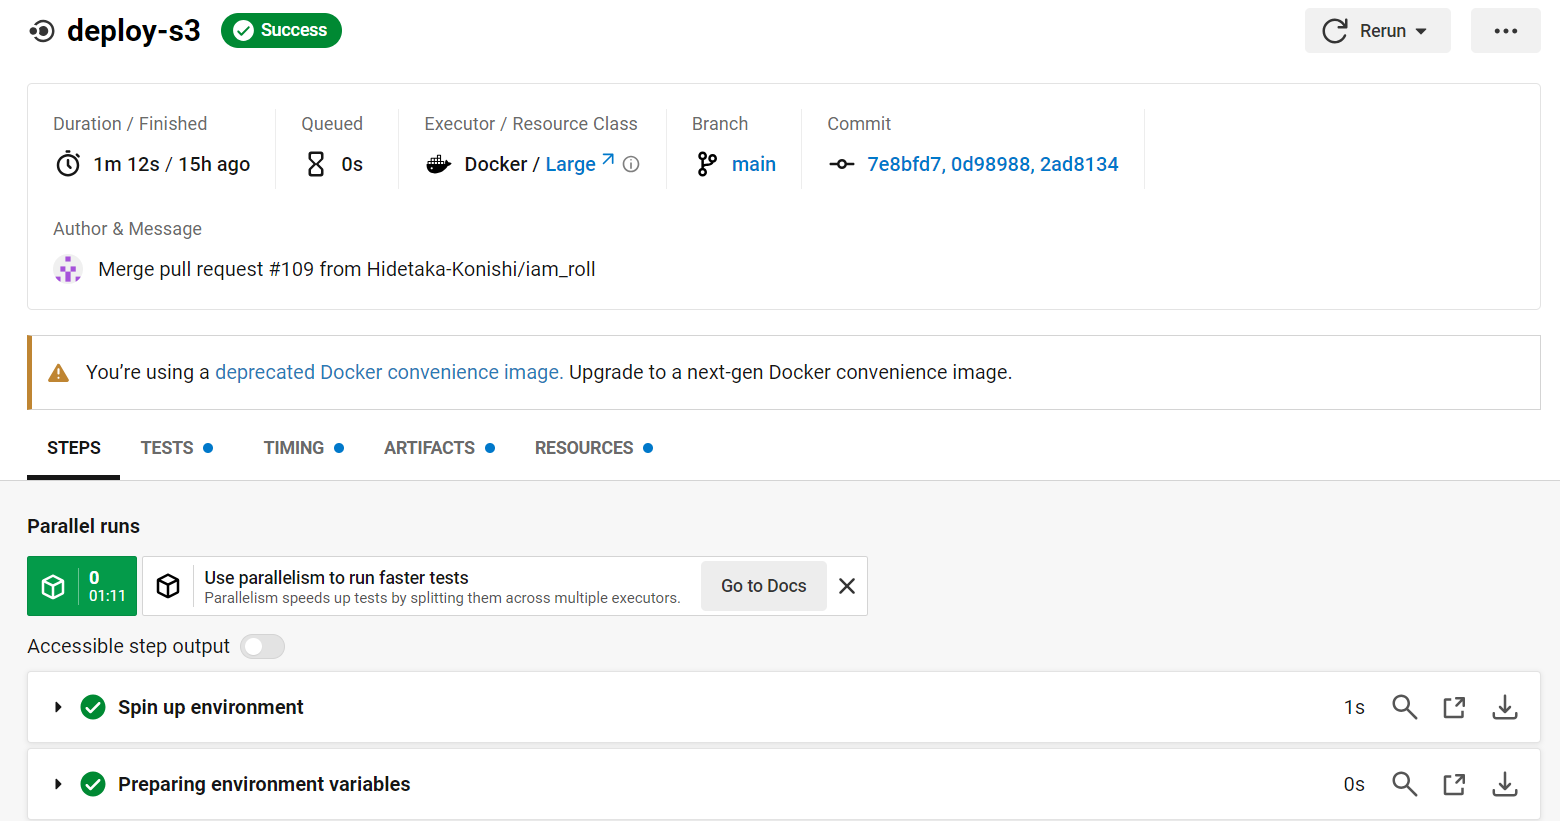 deploy-s3
Success
Rerun
Duration / Finished
Queued
Executor / Resource Class
Branch
Commit
1m 12s / 15h ago
0s
Docker / Large
main
7e8bfd7, 0d98988, 2ad8134
Author & Message
Merge pull request #109 from Hidetaka-Konishi/iam_roll
You’re using a deprecated Docker convenience image. Upgrade to a next-gen Docker convenience image.
STEPS
TESTS
TIMING
ARTIFACTS
RESOURCES
Parallel runs
0
01:11
Use parallelism to run faster tests
Parallelism speeds up tests by splitting them across multiple executors.
Go to Docs
Accessible step output
Spin up environment
1s
Preparing environment variables
0s